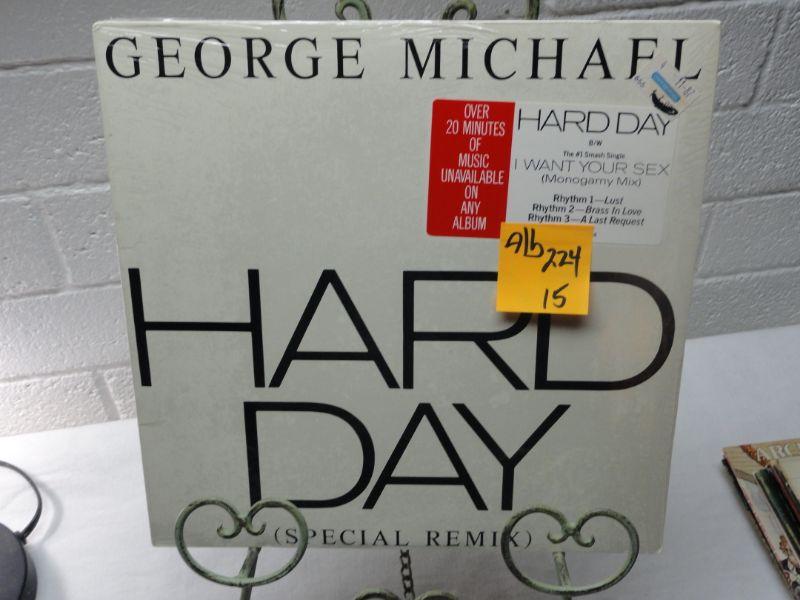 GEORGE MICHAEL
OVER
20 MINUTES
OF
MUSIC
UNAVAILABLE
ON
ANY
ALBUM
HARD DAY
B/W
The #1 Smash Single
I WANT YOUR SEX
(Monogamy Mix)
Rhythm 1—Lust
Rhythm 2—Brass In Love
Rhythm 3—A Last Request
Alb 224
15
HARD
DAY
(SPECIAL REMIX)
ARC